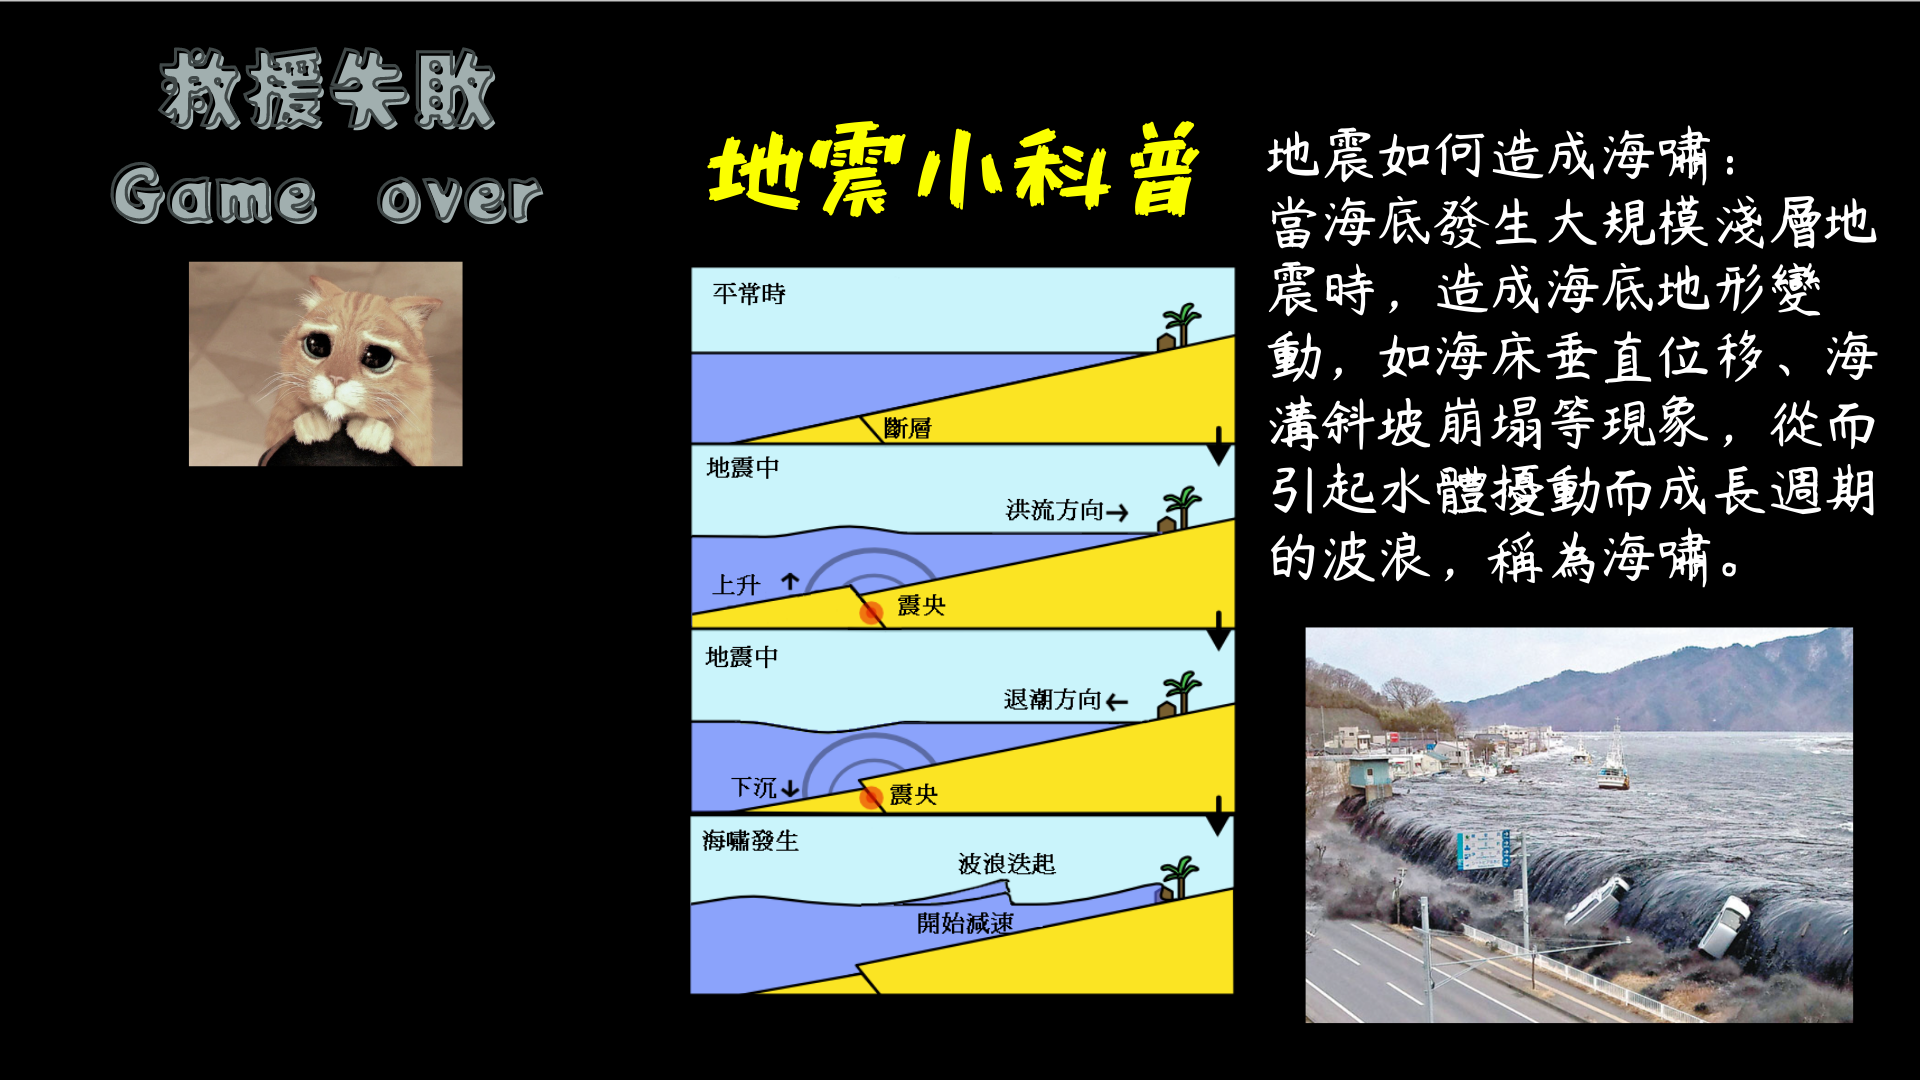 救援失敗
Game over
地震小科普
平常時
斷層
地震中
洪流方向→
上升 ↑
震央
地震中
退潮方向←
下沉↓
震央
海嘯發生
波浪迭起
開始減速
地震如何造成海嘯：
當海底發生大規模淺層地
震時，造成海底地形變
動，如海床垂直位移、海
溝斜坡崩塌等現象，從而
引起水體擾動而成長週期
的波浪，稱為海嘯。